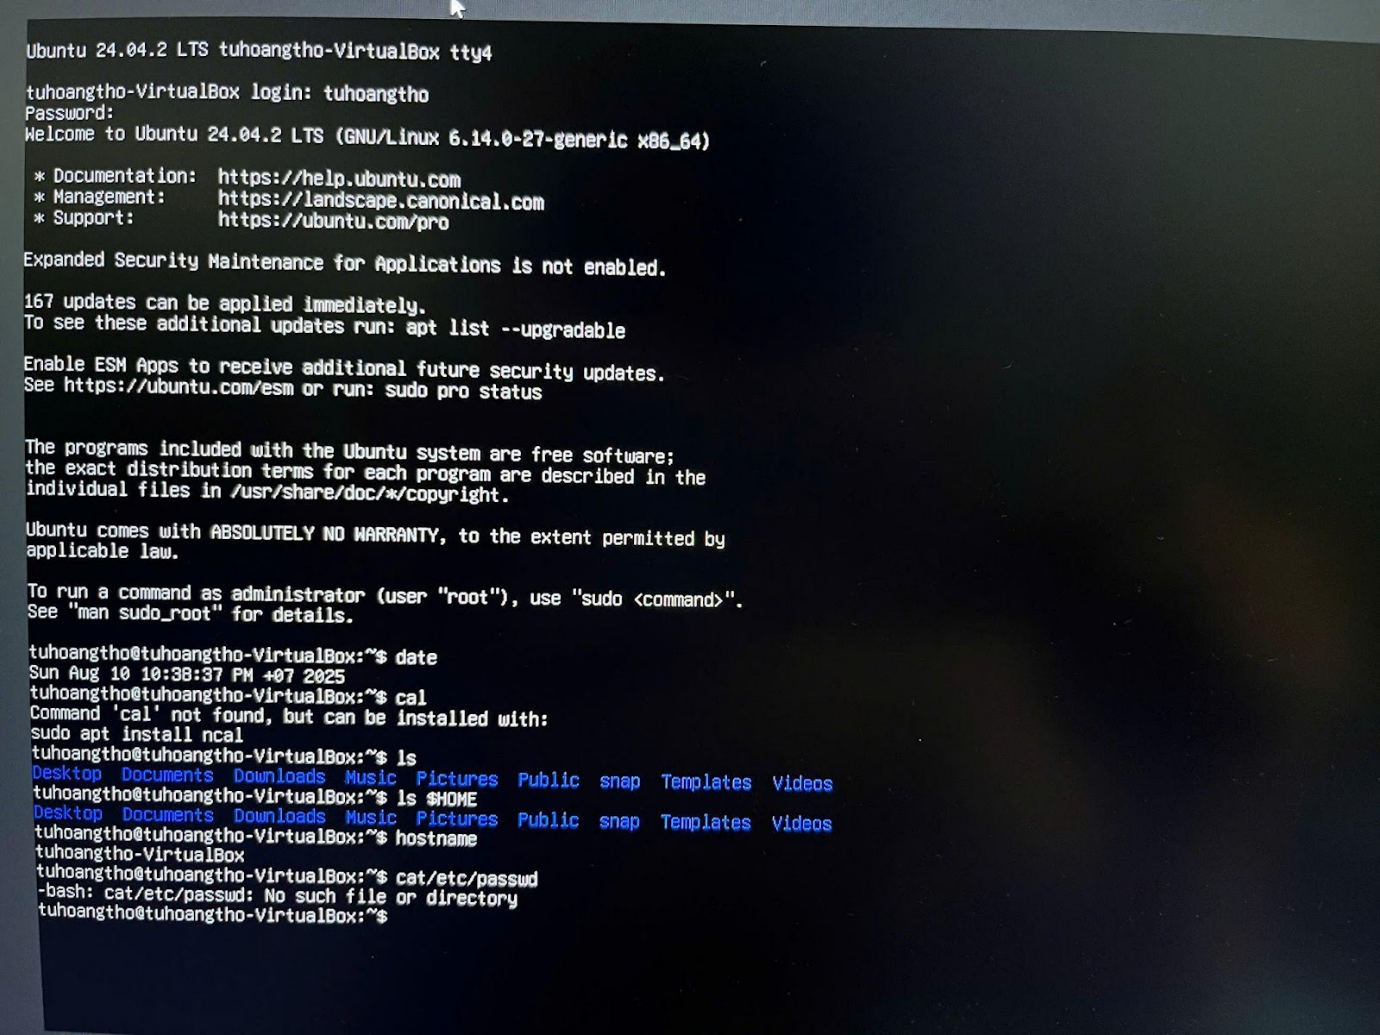 Ubuntu 24.04.2 LTS tuhoangtho-VirtualBox tty4
tuhoangtho-VirtualBox login: tuhoangtho
Password:
Welcome to Ubuntu 24.04.2 LTS (GNU/Linux 6.14.0-27-generic x86_64)
* Documentation:  https://help.ubuntu.com
* Management:     https://landscape.canonical.com
* Support:        https://ubuntu.com/pro
Expanded Security Maintenance for Applications is not enabled.
167 updates can be applied immediately.
To see these additional updates run: apt list --upgradable
Enable ESM Apps to receive additional future security updates.
See https://ubuntu.com/esm or run: sudo pro status
The programs included with the Ubuntu system are free software;
the exact distribution terms for each program are described in the
individual files in /usr/share/doc/*/copyright.
Ubuntu comes with ABSOLUTELY NO WARRANTY, to the extent permitted by
applicable law.
To run a command as administrator (user "root"), use "sudo <command>".
See "man sudo_root" for details.
tuhoangtho@tuhoangtho-VirtualBox:~$ date
Sun Aug 10 10:38:37 PM +07 2025
tuhoangtho@tuhoangtho-VirtualBox:~$ cal
Command 'cal' not found, but can be installed with:
sudo apt install ncal
tuhoangtho@tuhoangtho-VirtualBox:~$ ls
Desktop  Documents  Downloads  Music  Pictures  Public  snap  Templates  Videos
tuhoangtho@tuhoangtho-VirtualBox:~$ ls $HOME
Desktop  Documents  Downloads  Music  Pictures  Public  snap  Templates  Videos
tuhoangtho@tuhoangtho-VirtualBox:~$ hostname
tuhoangtho-VirtualBox
tuhoangtho@tuhoangtho-VirtualBox:~$ cat/etc/passwd
-bash: cat/etc/passwd: No such file or directory
tuhoangtho@tuhoangtho-VirtualBox:~$